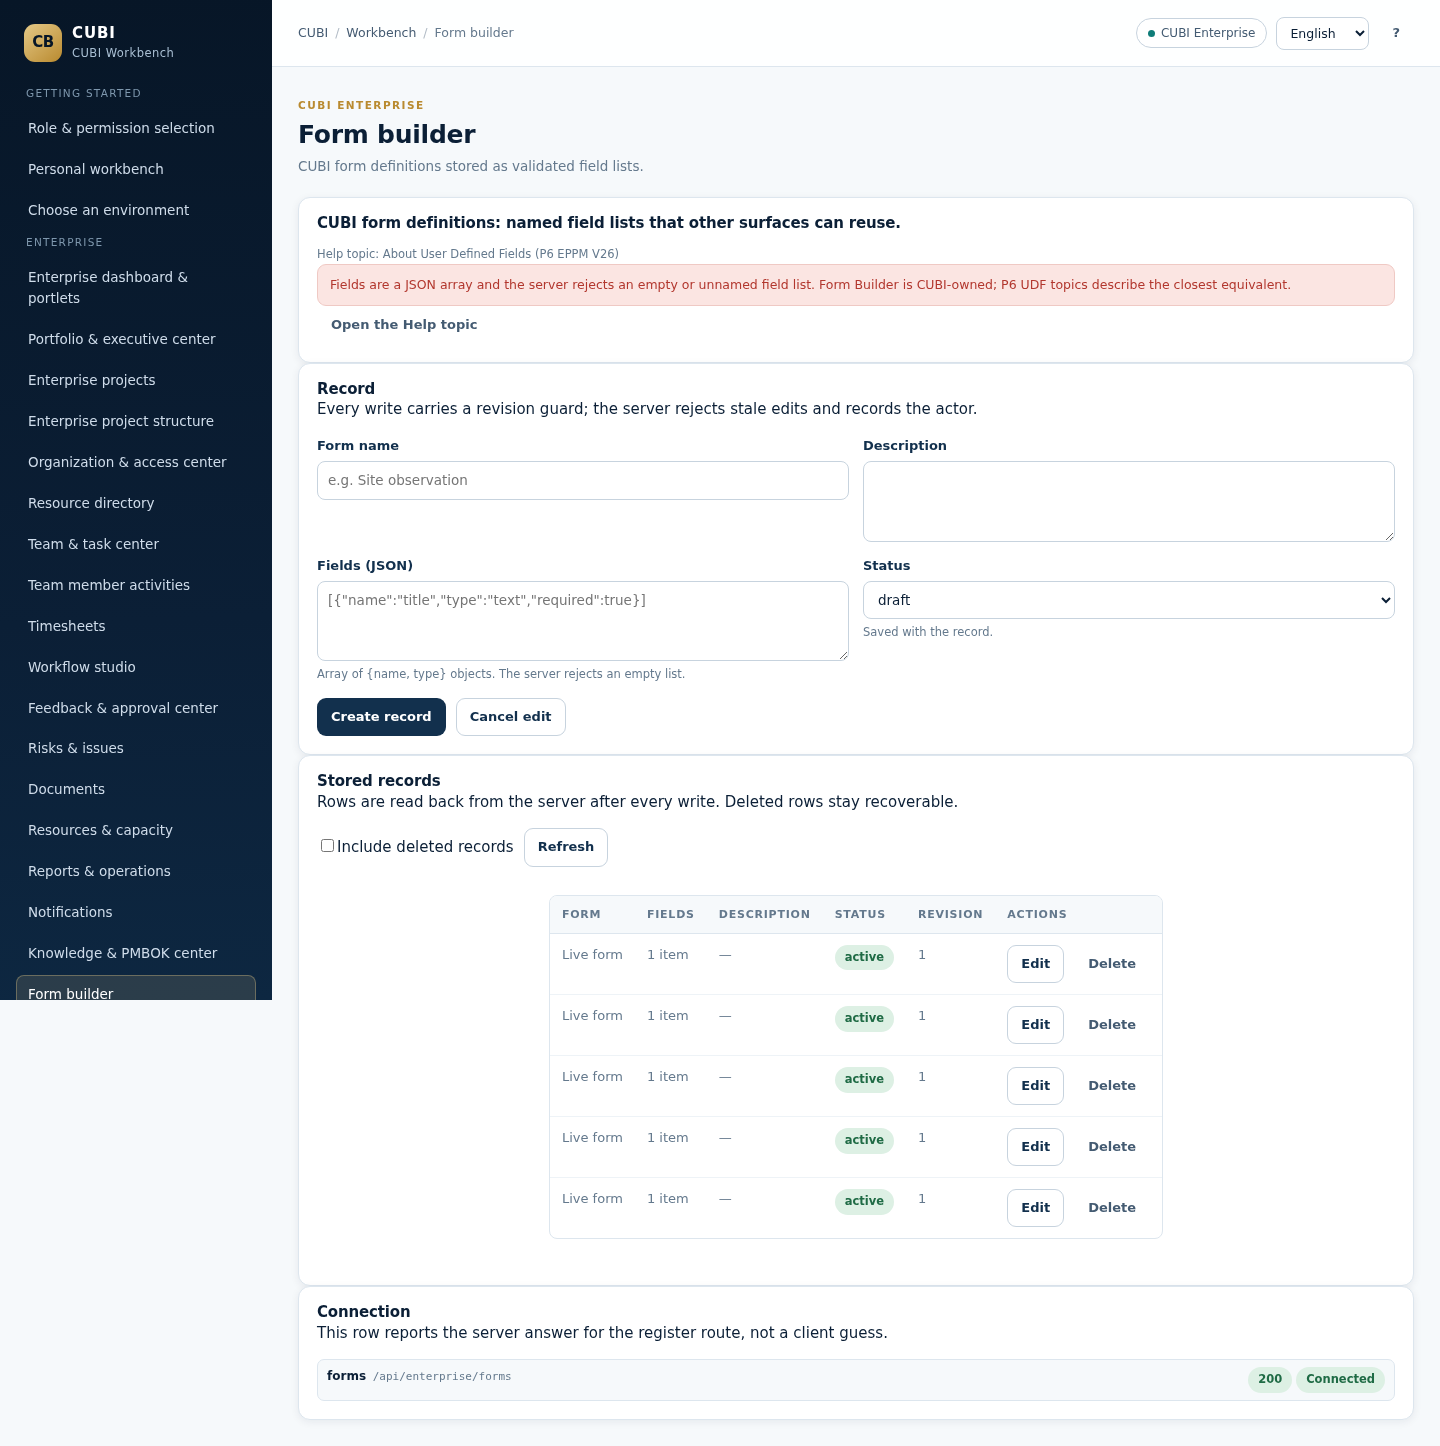 CB
CUBI
CUBI Workbench
GETTING STARTED
Role & permission selection
Personal workbench
Choose an environment
ENTERPRISE
Enterprise dashboard &
portlets
Portfolio & executive center
Enterprise projects
Enterprise project structure
Organization & access center
Resource directory
Team & task center
Team member activities
Timesheets
Workflow studio
Feedback & approval center
Risks & issues
Documents
Resources & capacity
Reports & operations
Notifications
Knowledge & PMBOK center
Form builder
CUBI / Workbench / Form builder
CUBI Enterprise
English
?
CUBI ENTERPRISE
Form builder
CUBI form definitions stored as validated field lists.
CUBI form definitions: named field lists that other surfaces can reuse.
Help topic: About User Defined Fields (P6 EPPM V26)
Fields are a JSON array and the server rejects an empty or unnamed field list. Form Builder is CUBI-owned; P6 UDF topics describe the closest equivalent.
Open the Help topic
Record
Every write carries a revision guard; the server rejects stale edits and records the actor.
Form name
e.g. Site observation
Description
Fields (JSON)
[{"name":"title","type":"text","required":true}]
Array of {name, type} objects. The server rejects an empty list.
Status
draft
Saved with the record.
Create record
Cancel edit
Stored records
Rows are read back from the server after every write. Deleted rows stay recoverable.
Include deleted records
Refresh
FORM FIELDS DESCRIPTION STATUS REVISION ACTIONS
Live form 1 item — active 1 Edit Delete
Live form 1 item — active 1 Edit Delete
Live form 1 item — active 1 Edit Delete
Live form 1 item — active 1 Edit Delete
Live form 1 item — active 1 Edit Delete
Connection
This row reports the server answer for the register route, not a client guess.
forms /api/enterprise/forms 200 Connected